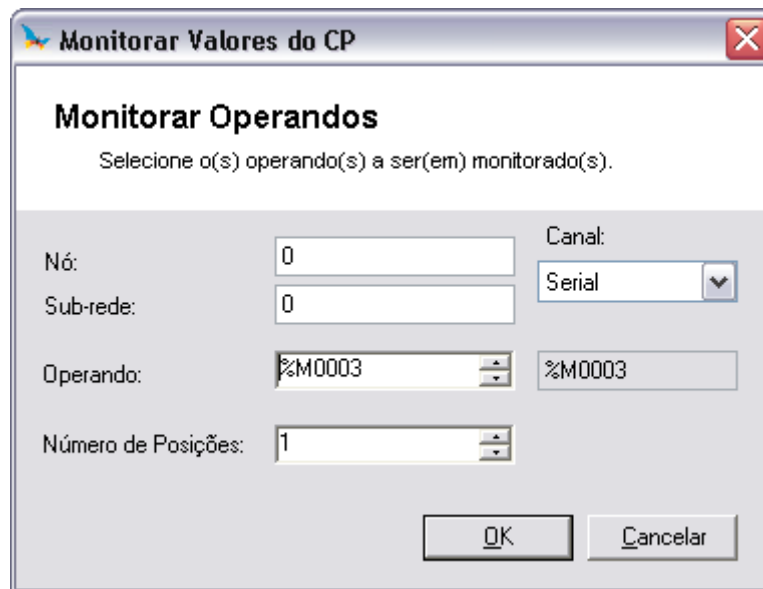 Monitorar Valores do CP
Monitorar Operandos
Selecione o(s) operando(s) a ser(em) monitorado(s).
Canal:
Nó: 0
Serial
Sub-rede: 0
Operando: %M0003 %M0003
Número de Posições: 1
OK Cancelar